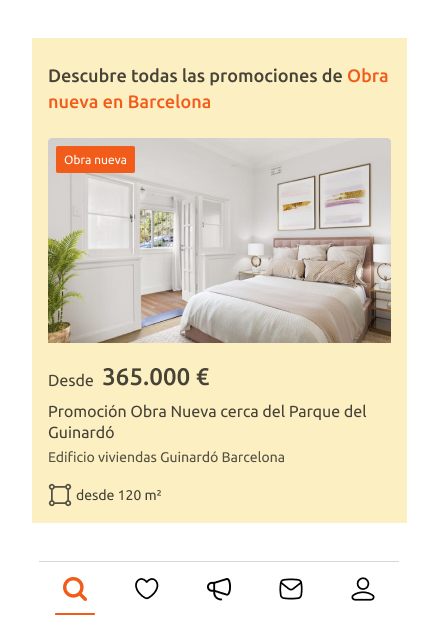 Descubre todas las promociones de Obra
nueva en Barcelona
Obra nueva
Desde 365.000 €
Promoción Obra Nueva cerca del Parque del
Guinardó
Edificio viviendas Guinardó Barcelona
desde 120 m²